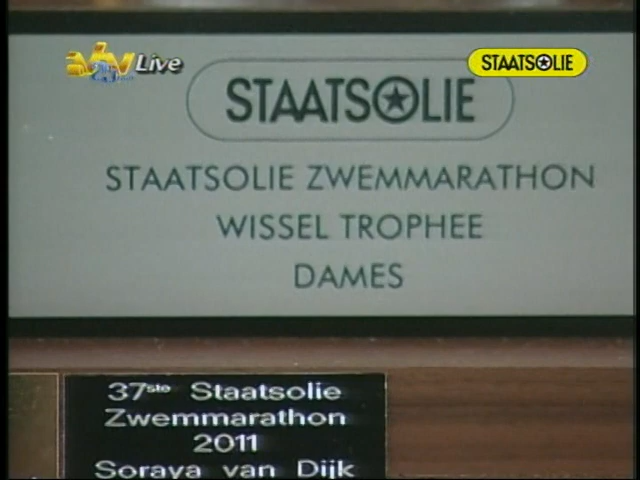 Live
STAATSOLIE
STAATSOLIE
STAATSOLIE ZWEMMARATHON
WISSEL TROPHEE
DAMES
37ste Staatsolie
Zwemmarathon
2011
Soraya van Dijk